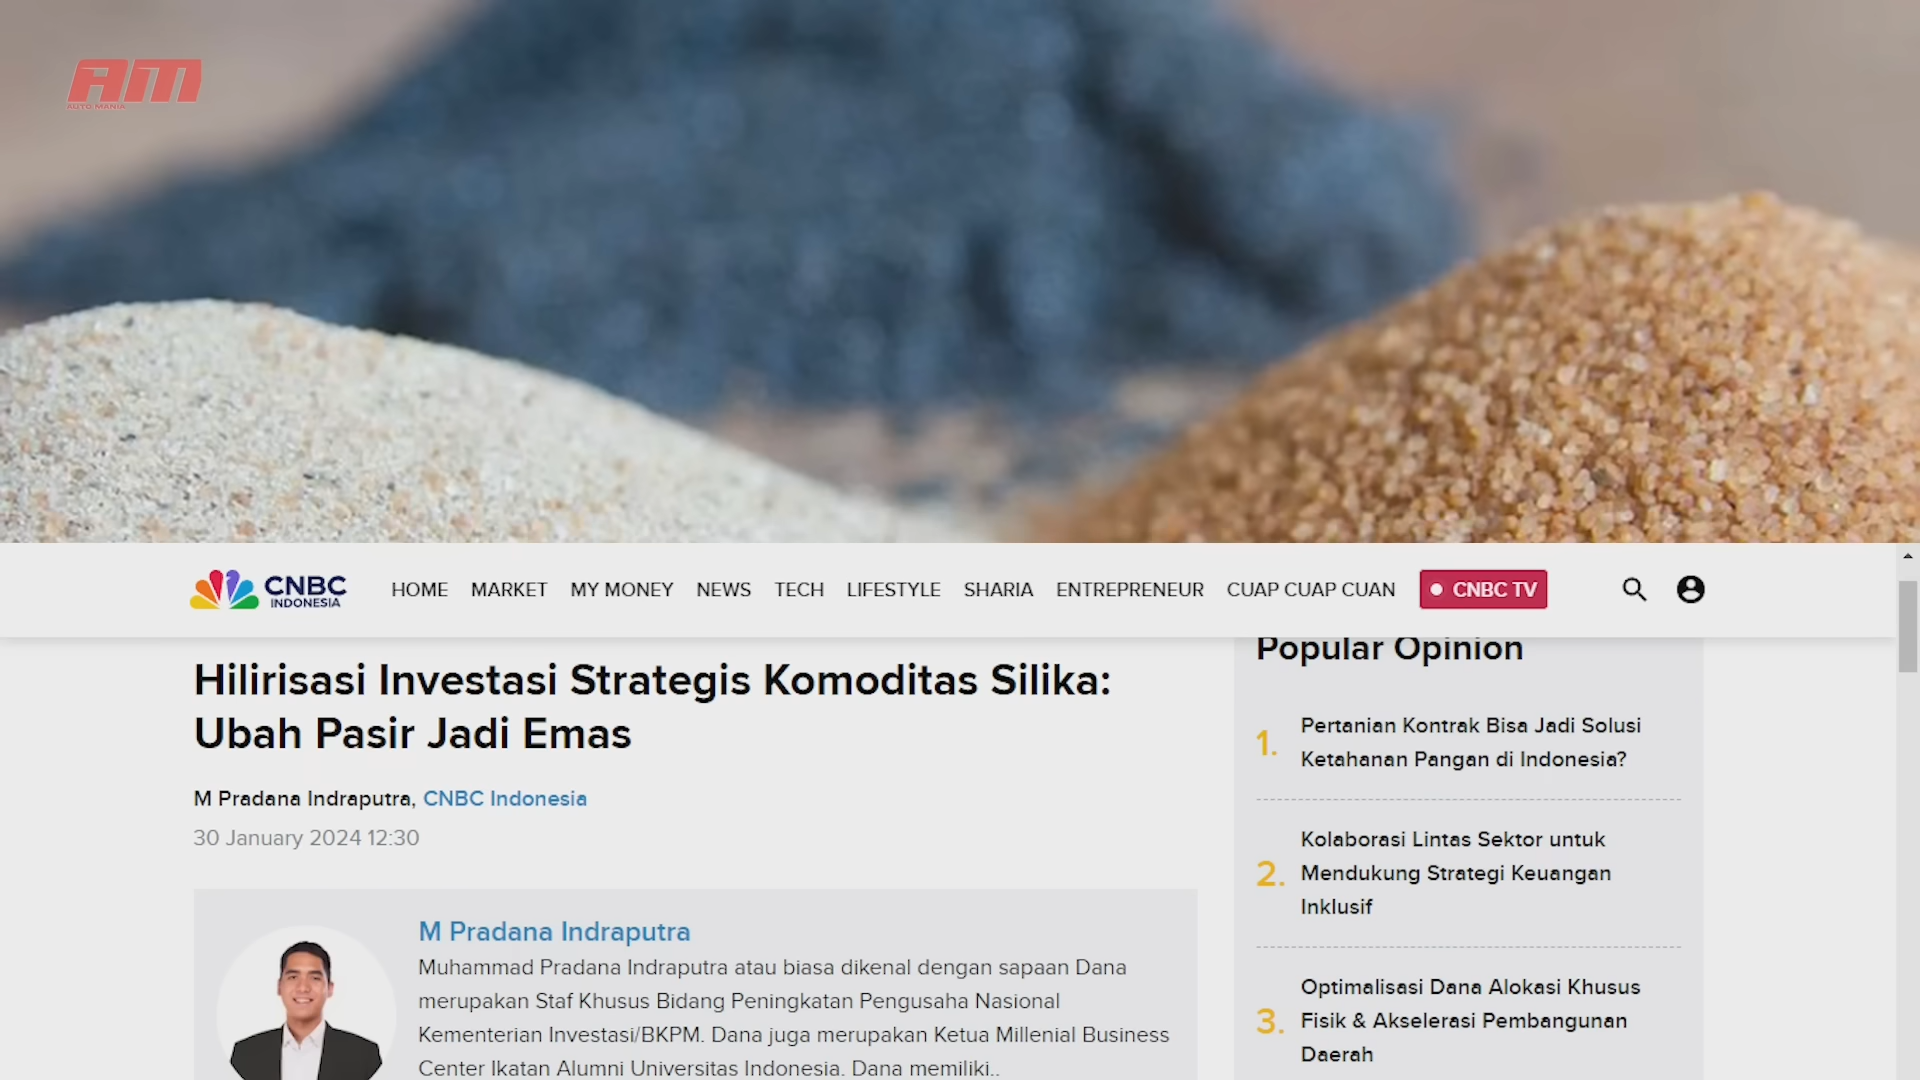 AM
AUTO MANIA
CNBC
INDONESIA
HOME MARKET MY MONEY NEWS TECH LIFESTYLE SHARIA ENTREPRENEUR CUAP CUAP CUAN CNBC TV
Hilirisasi Investasi Strategis Komoditas Silika:
Ubah Pasir Jadi Emas
M Pradana Indraputra, CNBC Indonesia
30 January 2024 12:30
M Pradana Indraputra
Muhammad Pradana Indraputra atau biasa dikenal dengan sapaan Dana
merupakan Staf Khusus Bidang Peningkatan Pengusaha Nasional
Kementerian Investasi/BKPM. Dana juga merupakan Ketua Millenial Business
Center Ikatan Alumni Universitas Indonesia. Dana memiliki..
Popular Opinion
1. Pertanian Kontrak Bisa Jadi Solusi
Ketahanan Pangan di Indonesia?
2. Kolaborasi Lintas Sektor untuk
Mendukung Strategi Keuangan
Inklusif
3. Optimalisasi Dana Alokasi Khusus
Fisik & Akselerasi Pembangunan
Daerah